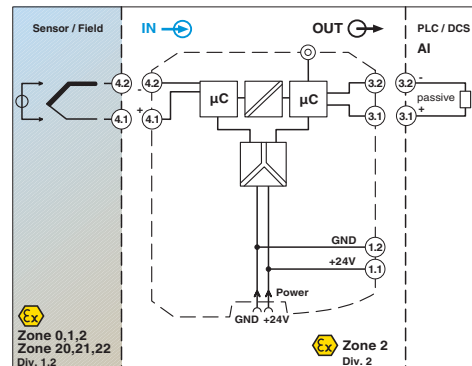 Sensor / Field
IN
OUT
PLC / DCS
AI
4.2
4.2
-
μC
μC
3.2
3.2
-
passive
4.1
+
4.1
3.1
3.1
+
GND
1.2
+24V
1.1
Power
GND +24V
Ex
Zone 0,1,2
Zone 20,21,22
Div. 1,2
Ex
Zone 2
Div. 2